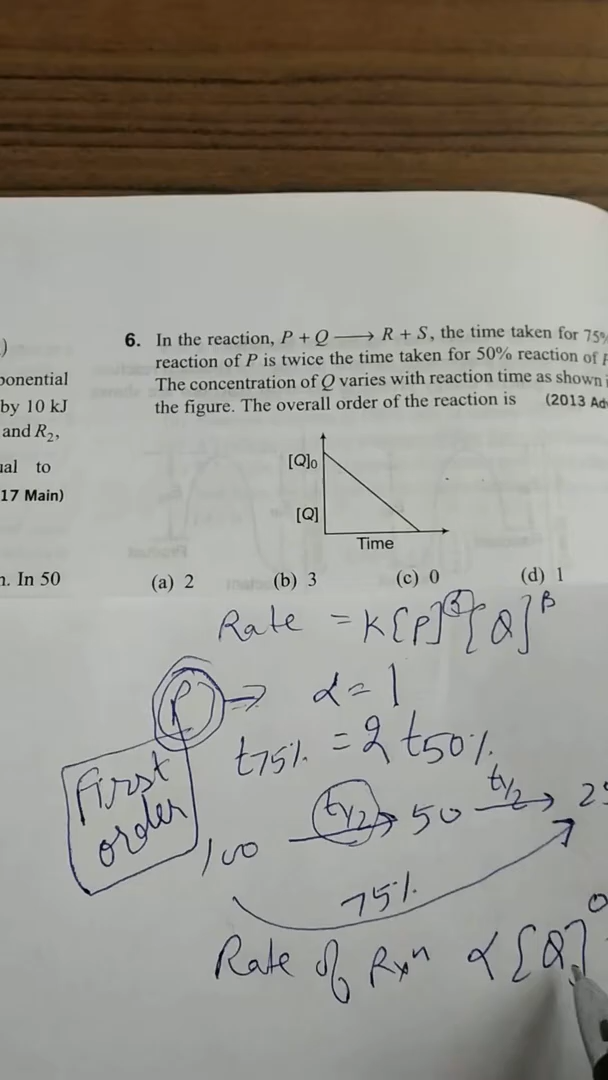 )
ponential
by 10 kJ
and R₂,
ual to
17 Main)
n. In 50
6. In the reaction, P + Q ⟶ R + S, the time taken for 75%
reaction of P is twice the time taken for 50% reaction of P
The concentration of Q varies with reaction time as shown i
the figure. The overall order of the reaction is (2013 Adv
[Q]₀
[Q]
Time
(a) 2 (b) 3 (c) 0 (d) 1
Rate = K[P] [Q]^β
P → α = 1
t75% = 2 t50%
First
order
100 t1/2 → 50 t1/2 → 25
75%
Rate of Rxn ∝ [Q]⁰